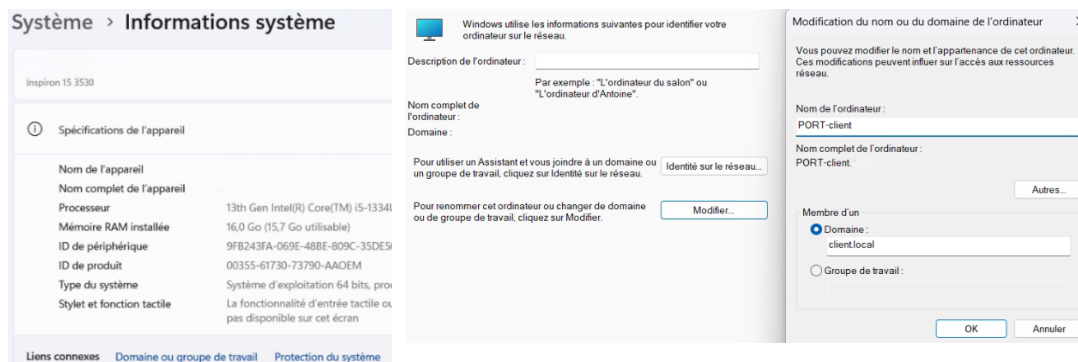 Système > Informations système
Inspiron 15 3530
Spécifications de l'appareil
Nom de l'appareil
Nom complet de l'appareil
Processeur 13th Gen Intel(R) Core(TM) i5-1334U
Mémoire RAM installée 16,0 Go (15,7 Go utilisable)
ID de périphérique 9FB243FA-069E-48BE-809C-35DE5
ID de produit 00355-61730-73790-AAOEM
Type du système Système d'exploitation 64 bits, pro
Stylet et fonction tactile La fonctionnalité d'entrée tactile ou
pas disponible sur cet écran
Liens connexes Domaine ou groupe de travail Protection du système
Windows utilise les informations suivantes pour identifier votre
ordinateur sur le réseau.
Description de l'ordinateur :
Par exemple : "L'ordinateur du salon" ou
"L'ordinateur d'Antoine".
Nom complet de
l'ordinateur :
Domaine :
Pour utiliser un Assistant et vous joindre à un domaine ou
un groupe de travail, cliquez sur Identité sur le réseau.
Identité sur le réseau...
Pour renommer cet ordinateur ou changer de domaine
ou de groupe de travail, cliquez sur Modifier.
Modifier...
Modification du nom ou du domaine de l'ordinateur
Vous pouvez modifier le nom et l'appartenance de cet ordinateur.
Ces modifications peuvent influer sur l'accès aux ressources
réseau.
Nom de l'ordinateur :
PORT-client
Nom complet de l'ordinateur :
PORT-client.
Autres...
Membre d'un
Domaine :
client.local
Groupe de travail :
OK Annuler